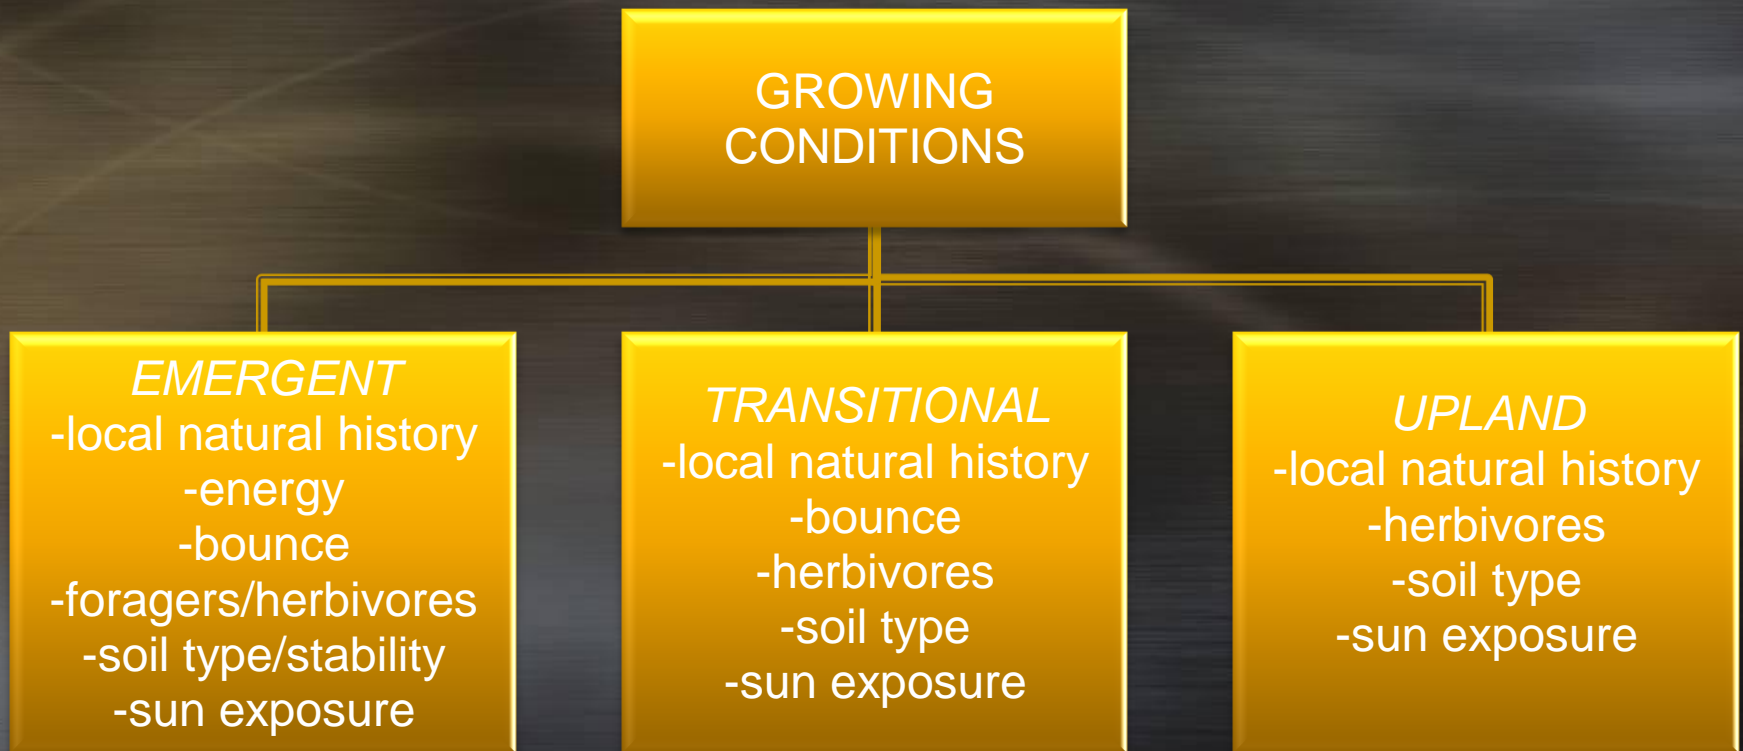 GROWING
CONDITIONS
EMERGENT
-local natural history
-energy
-bounce
-foragers/herbivores
-soil type/stability
-sun exposure
TRANSITIONAL
-local natural history
-bounce
-herbivores
-soil type
-sun exposure
UPLAND
-local natural history
-herbivores
-soil type
-sun exposure